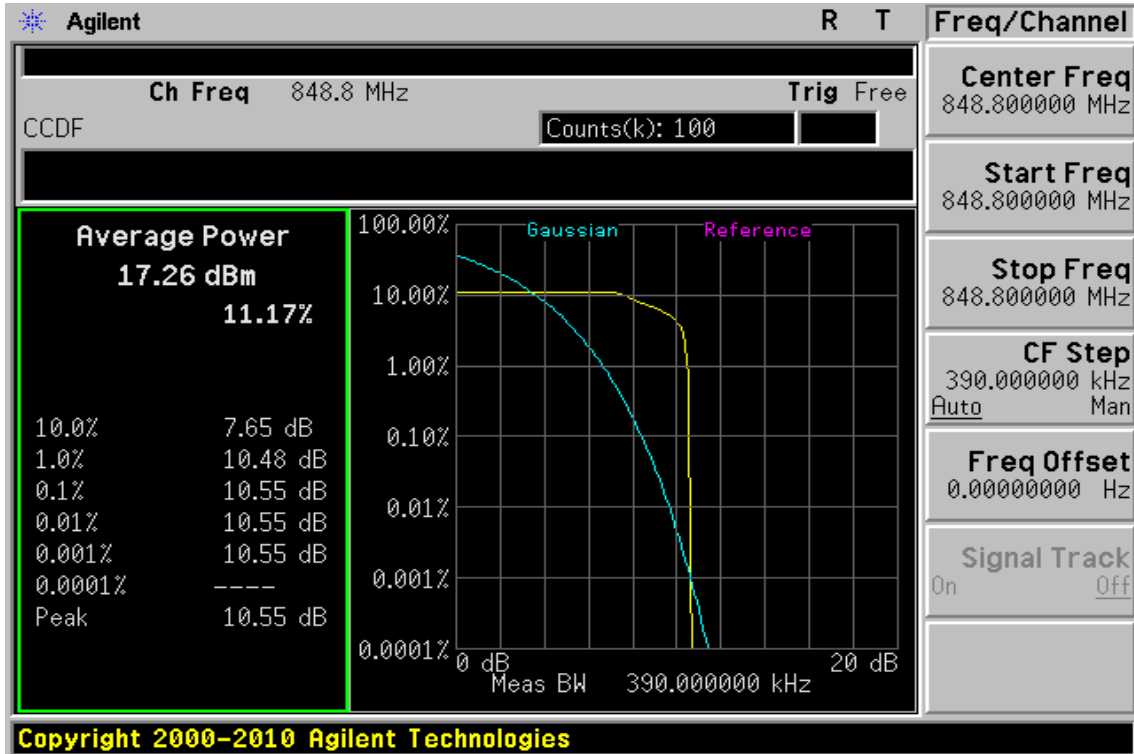 Agilent R T
Ch Freq 848.8 MHz Trig Free
CCDF Counts(k): 100
Average Power
17.26 dBm
11.17%
10.0% 7.65 dB
1.0% 10.48 dB
0.1% 10.55 dB
0.01% 10.55 dB
0.001% 10.55 dB
0.0001% ----
Peak 10.55 dB
Gaussian Reference
100.00%
10.00%
1.00%
0.10%
0.01%
0.001%
0.0001%
0 dB 20 dB
Meas BW 390.000000 kHz
Freq/Channel
Center Freq
848.800000 MHz
Start Freq
848.800000 MHz
Stop Freq
848.800000 MHz
CF Step
390.000000 kHz
Auto Man
Freq Offset
0.00000000 Hz
Signal Track
On Off
Copyright 2000-2010 Agilent Technologies